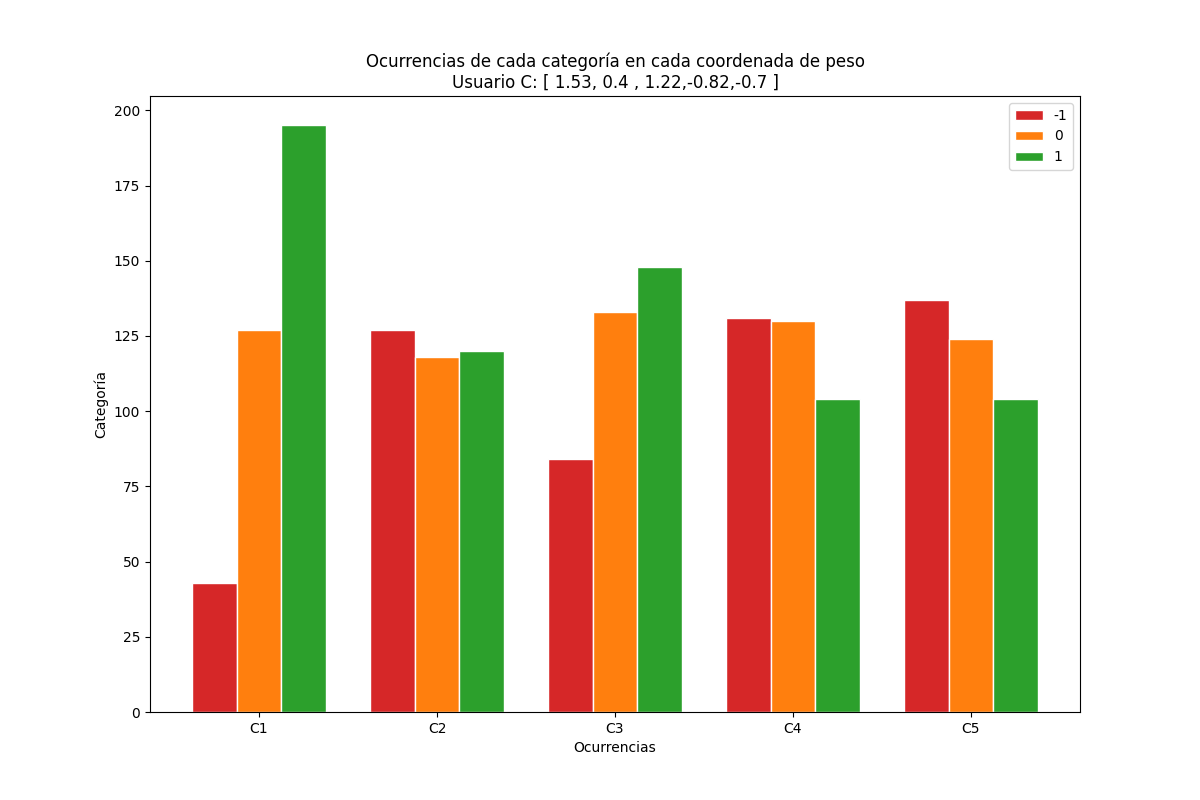 Ocurrencias de cada categoría en cada coordenada de peso
Usuario C: [ 1.53, 0.4 , 1.22,-0.82,-0.7 ]
200
175
150
125
100
75
50
25
0
Categoría
-1
0
1
C1 C2 C3 C4 C5
Ocurrencias